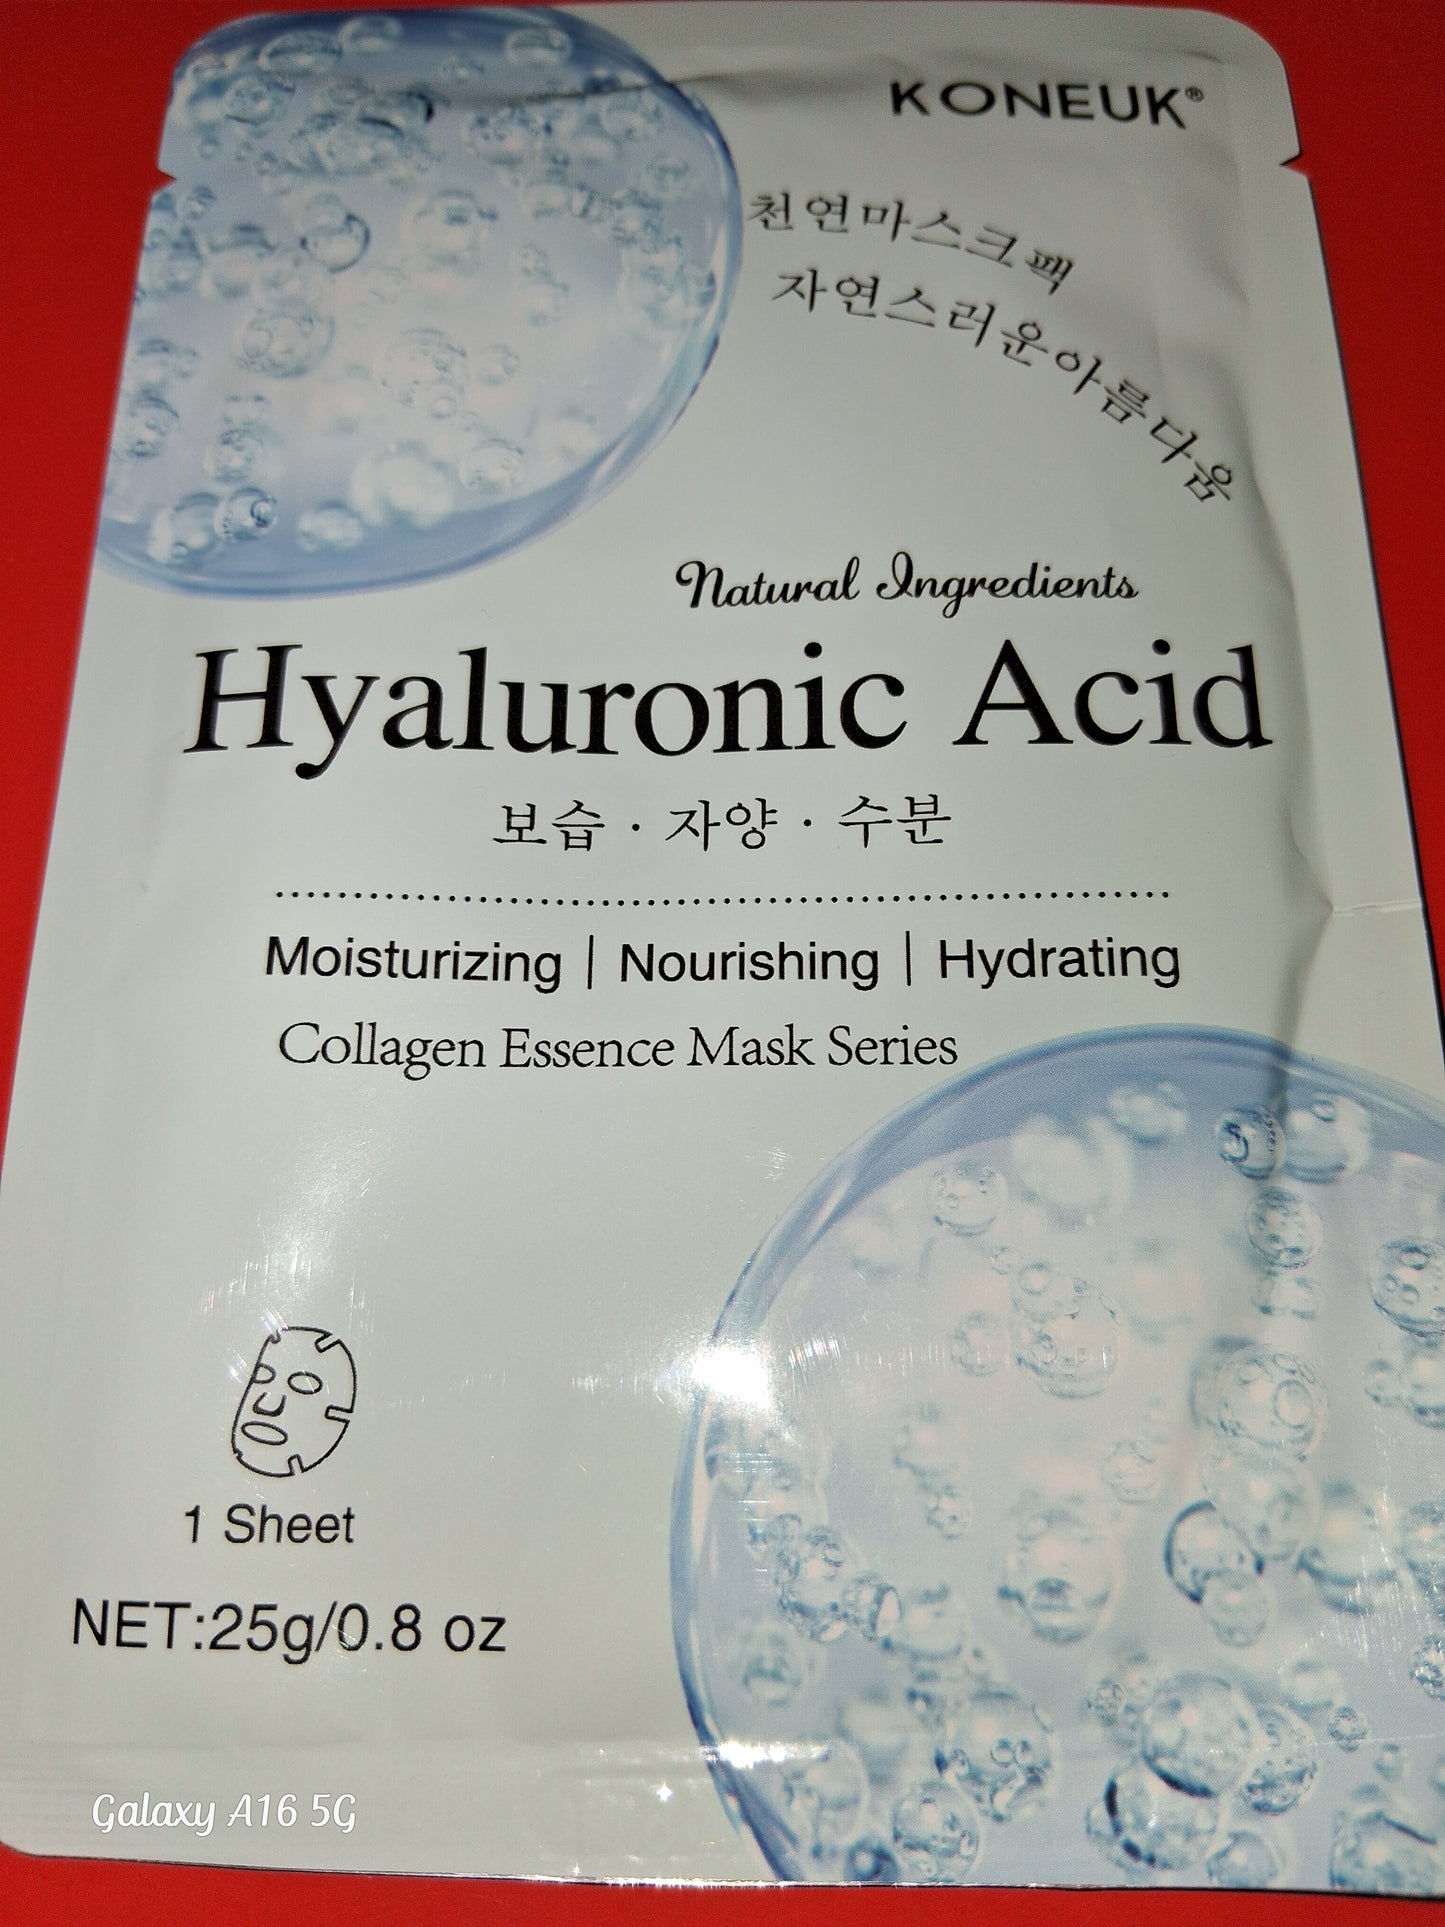 KONEUK®
천연마스크팩
자연스러운아름다움
Natural Ingredients
Hyaluronic Acid
보습 · 자양 · 수분
Moisturizing | Nourishing | Hydrating
Collagen Essence Mask Series
1 Sheet
NET:25g/0.8 oz
Galaxy A16 5G